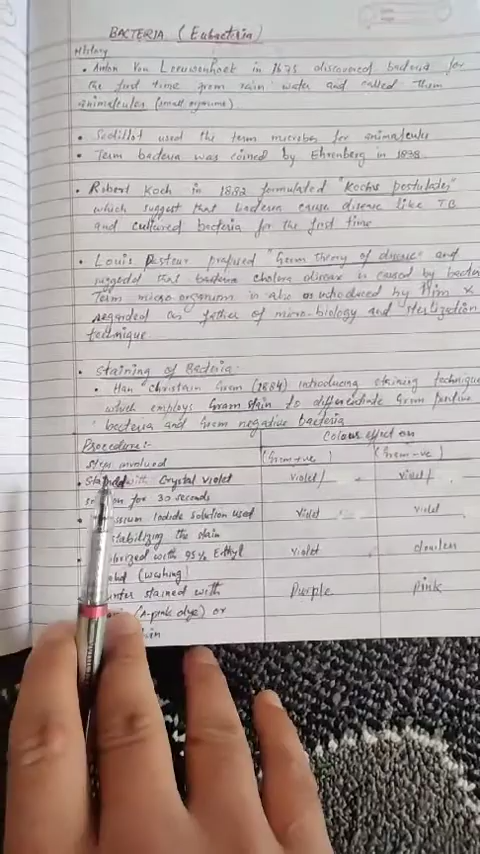 BACTERIA (Eubacteria)
History
• Anton Von Leeuwenhoek in 1675 discovered bacteria for
the first time from rain water and called them
animalcules (small organisms)
• Sedillot used the term microbes for animalcules
• Term bacteria was coined by Ehrenberg in 1838
• Robert Koch in 1882 formulated "Kochs postulates"
which suggest that bacteria cause disease like TB
and cultured bacteria for the first time
• Louis Pasteur proposed "Germ theory of disease" and
suggested that bacteria cholera disease is caused by
Term micro organism is also introduced by him &
regarded as father of micro-biology and sterilization
technique
• Staining of Bacteria:
• Han Christain Gram (1884) introducing staining technique
which employs Gram stain to differentiate Gram positive
bacteria and Gram negative bacteria
Procedure:- Colour effect on
Steps involved (Gram +ve) (Gram -ve)
• Stained with Crystal violet violet violet
for 30 seconds
Iodide solution used violet violet
stabilizing the stain
with 95% Ethyl violet
(washing)
stained with Purple Pink
(A-pink dye) or